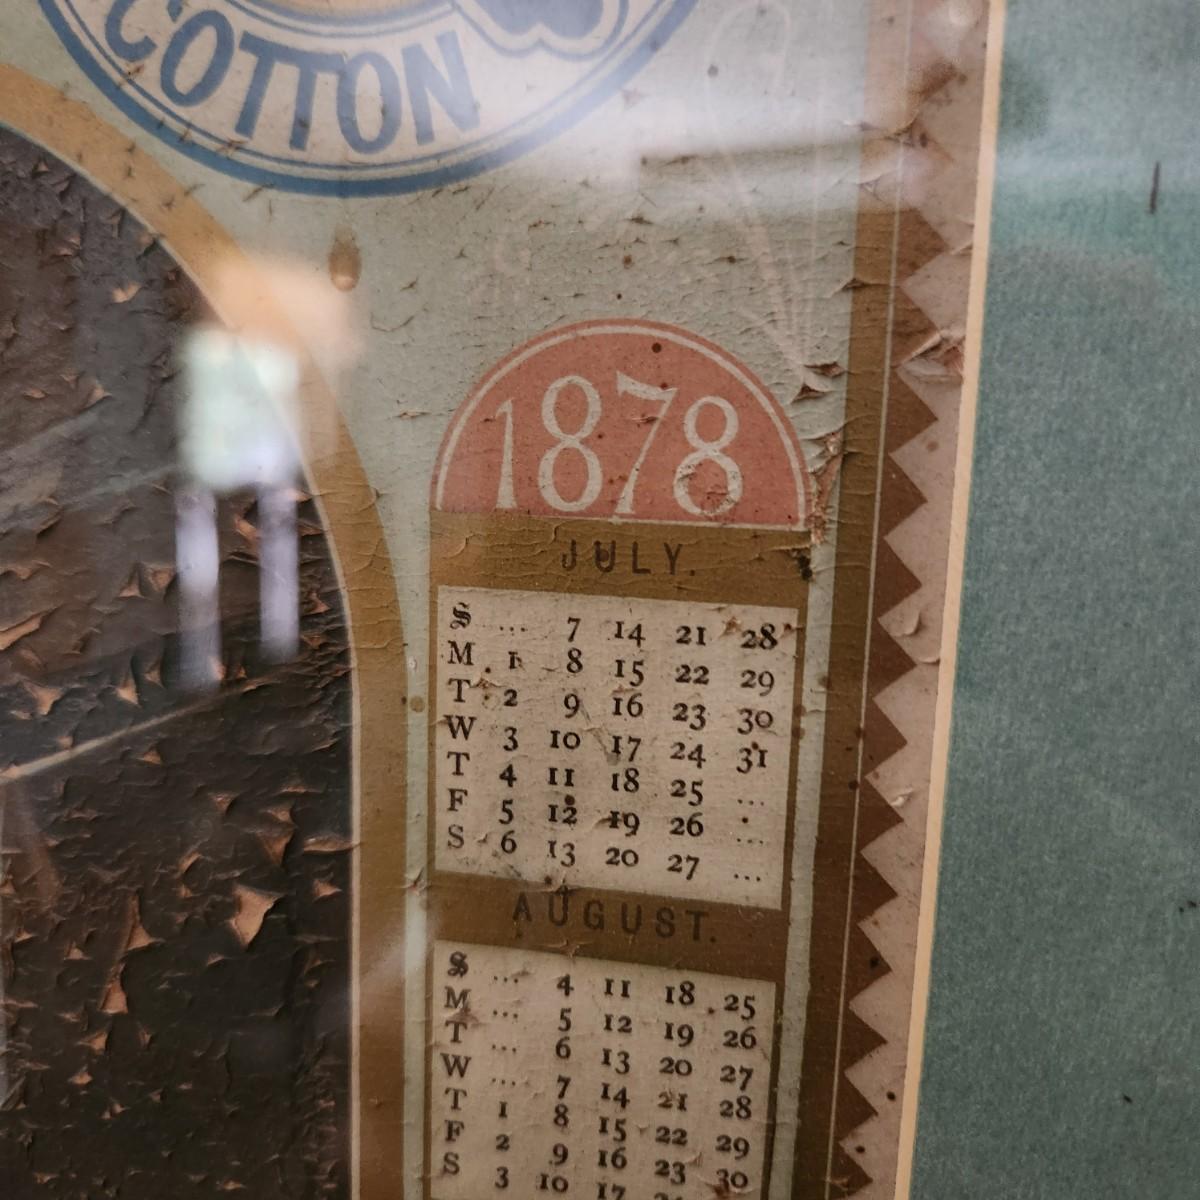 COTTON
1878
JULY.
S ... 7 14 21 28
M 1 8 15 22 29
T 2 9 16 23 30
W 3 10 17 24 31
T 4 11 18 25 ...
F 5 12 19 26 ...
S 6 13 20 27 ...
AUGUST.
S ... 4 11 18 25
M ... 5 12 19 26
T ... 6 13 20 27
W ... 7 14 21 28
T 1 8 15 22 29
F 2 9 16 23 30
S 3 10 17